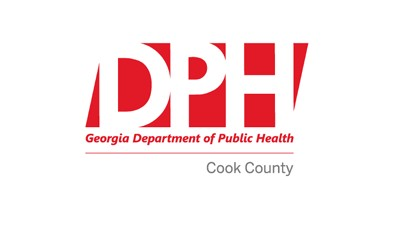 DPH
Georgia Department of Public Health
Cook County